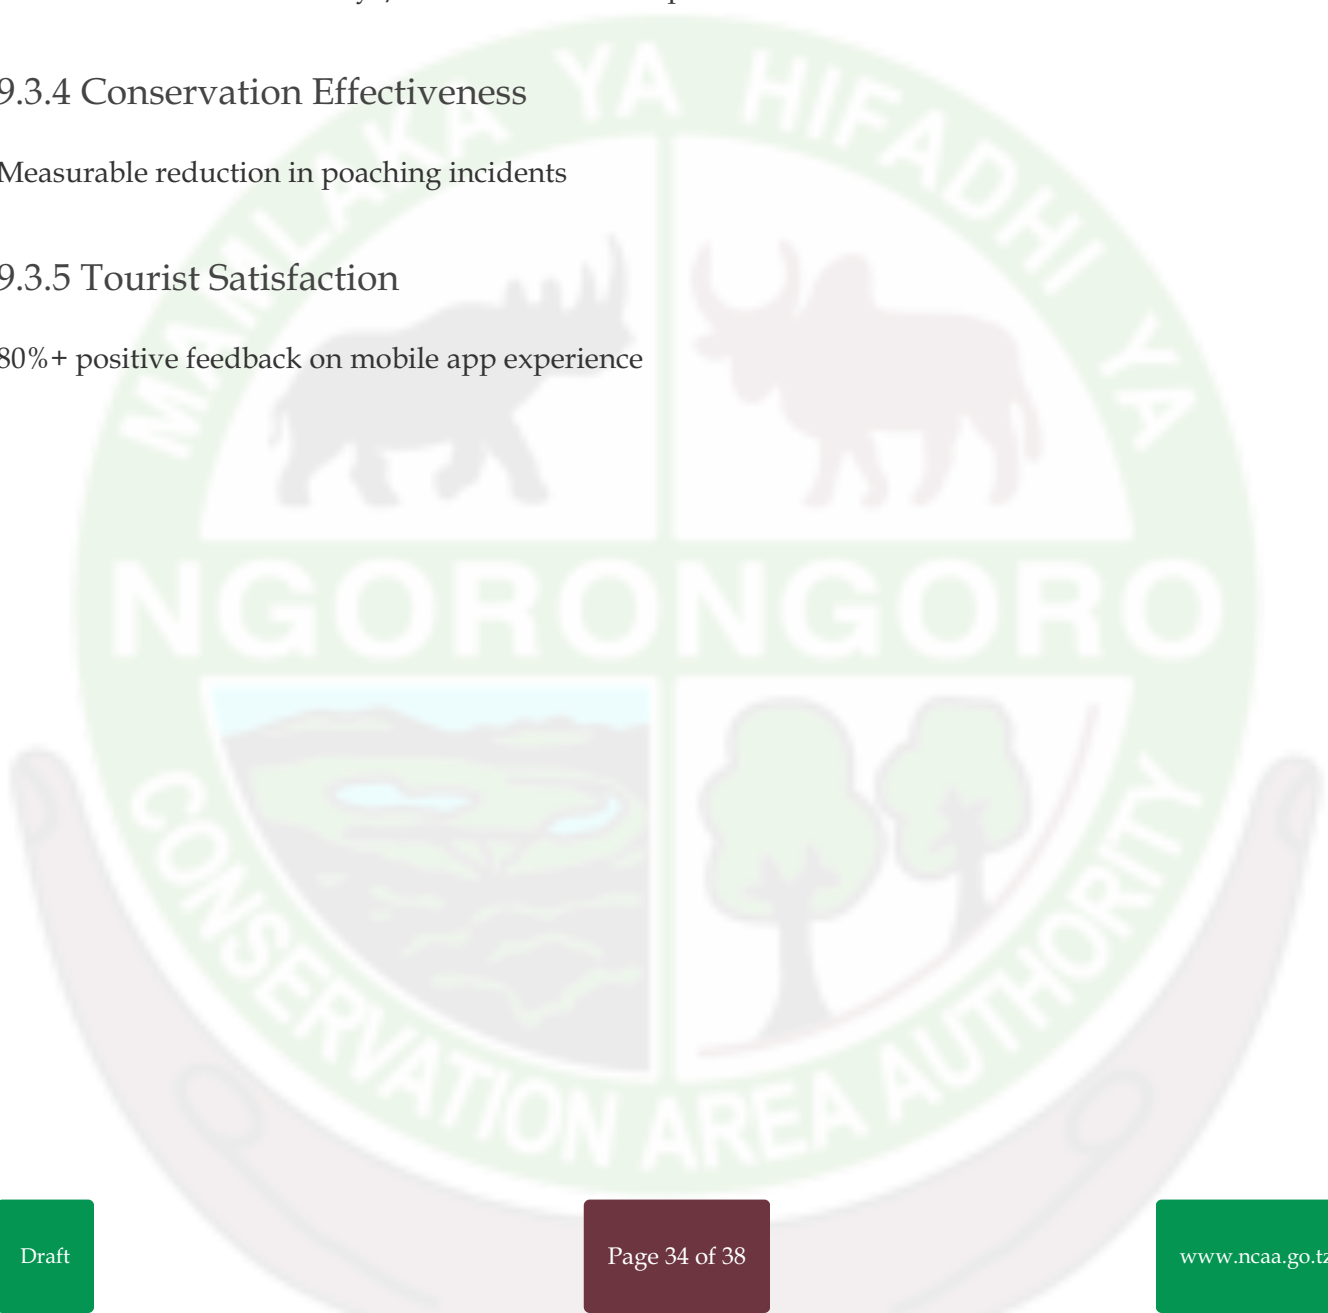 9.3.4 Conservation Effectiveness
Measurable reduction in poaching incidents
9.3.5 Tourist Satisfaction
80%+ positive feedback on mobile app experience
MAMLAKA YA HIFADHI YA
NGORONGORO
CONSERVATION AREA AUTHORITY
Draft
Page 34 of 38
www.ncaa.go.tz